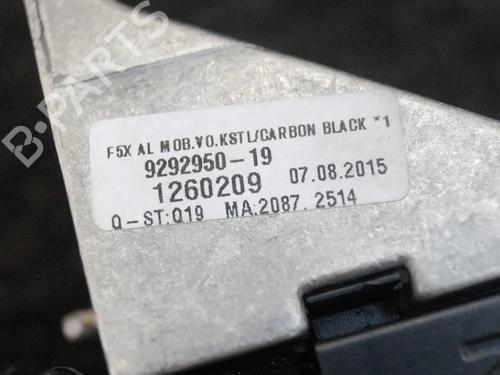 B-PARTS
F5X AL MOB.VO.KSTL/CARBON BLACK *1
9292950-19
1260209 07.08.2015
Q-ST:Q19 MA:2087. 2514